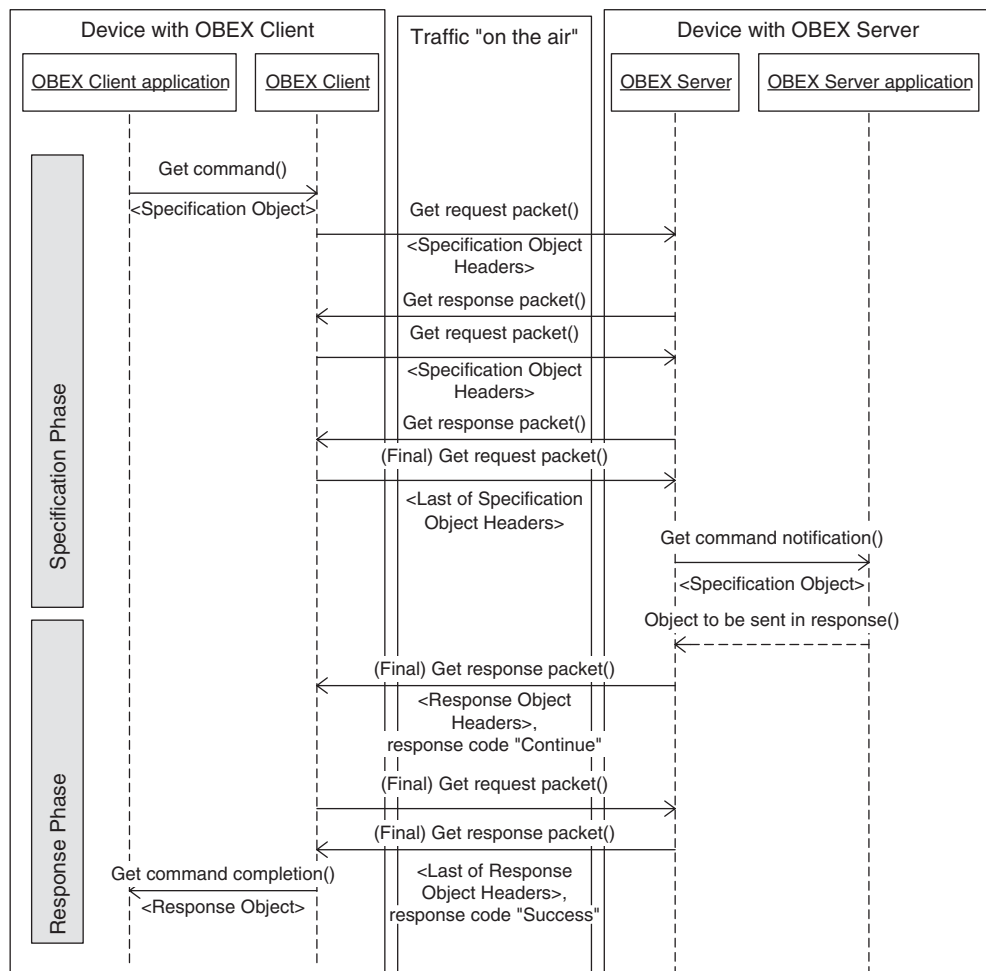 Device with OBEX Client
Traffic "on the air"
Device with OBEX Server
OBEX Client application
OBEX Client
OBEX Server
OBEX Server application
Specification Phase
Get command()
<Specification Object>
Get request packet()
<Specification Object
Headers>
Get response packet()
Get request packet()
<Specification Object
Headers>
Get response packet()
(Final) Get request packet()
<Last of Specification
Object Headers>
Get command notification()
<Specification Object>
Object to be sent in response()
Response Phase
(Final) Get response packet()
<Response Object
Headers>,
response code "Continue"
(Final) Get request packet()
(Final) Get response packet()
<Last of Response
Object Headers>,
response code "Success"
Get command completion()
<Response Object>